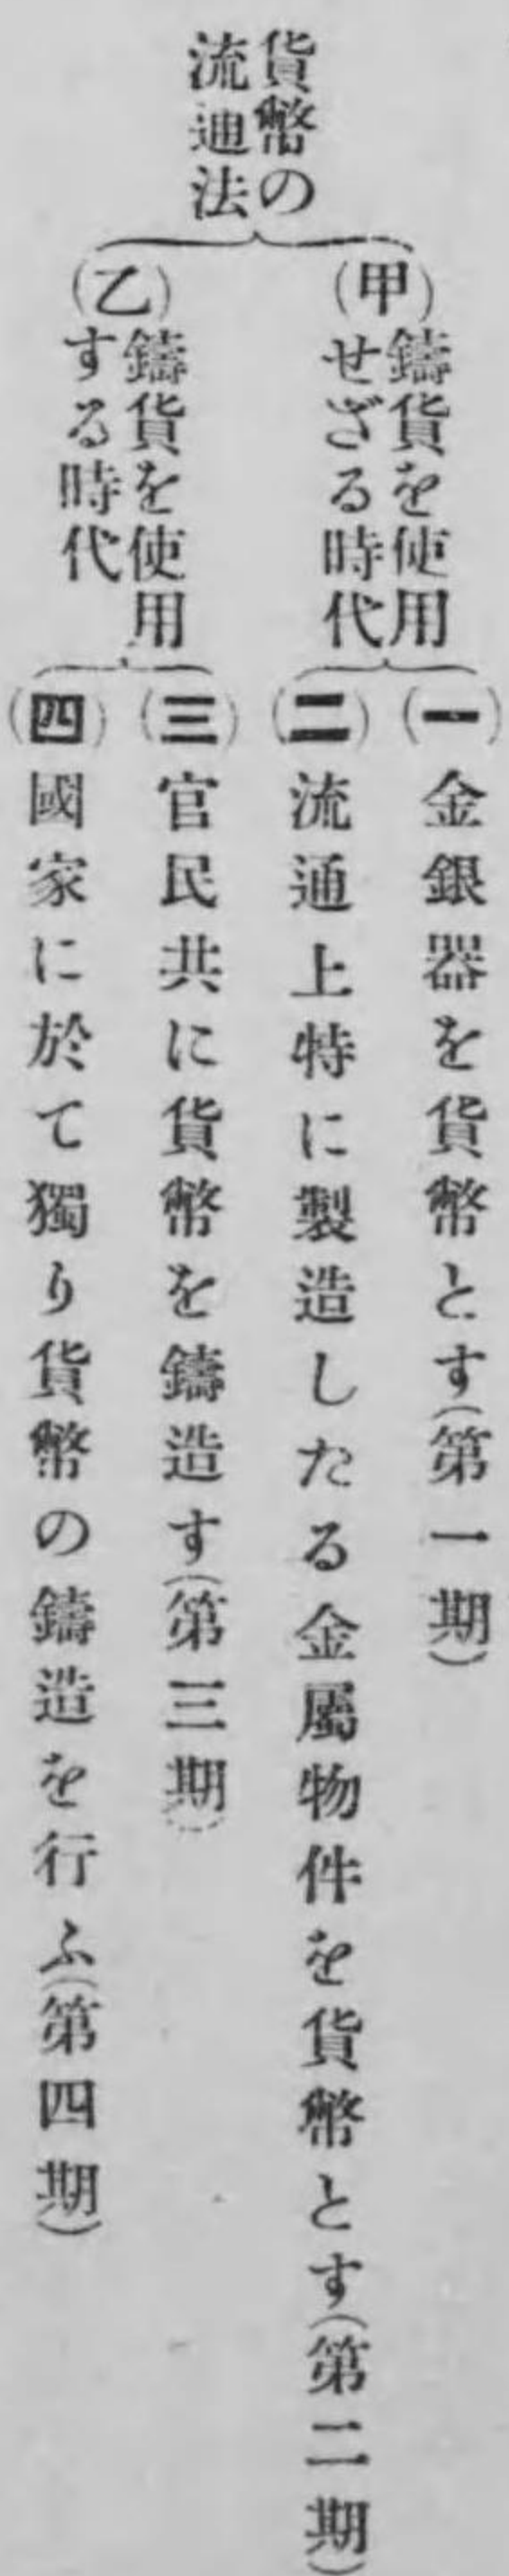 貨幣の
流通法
(甲)
鑄貨を使用
せざる時代
(一)金銀器を貨幣とす(第一期)
(二)流通上特に製造したる金屬物件を貨幣とす(第二期)
(乙)
鑄貨を使用
する時代
(三)官民共に貨幣を鑄造す(第三期)
(四)國家に於て獨り貨幣の鑄造を行ふ(第四期)